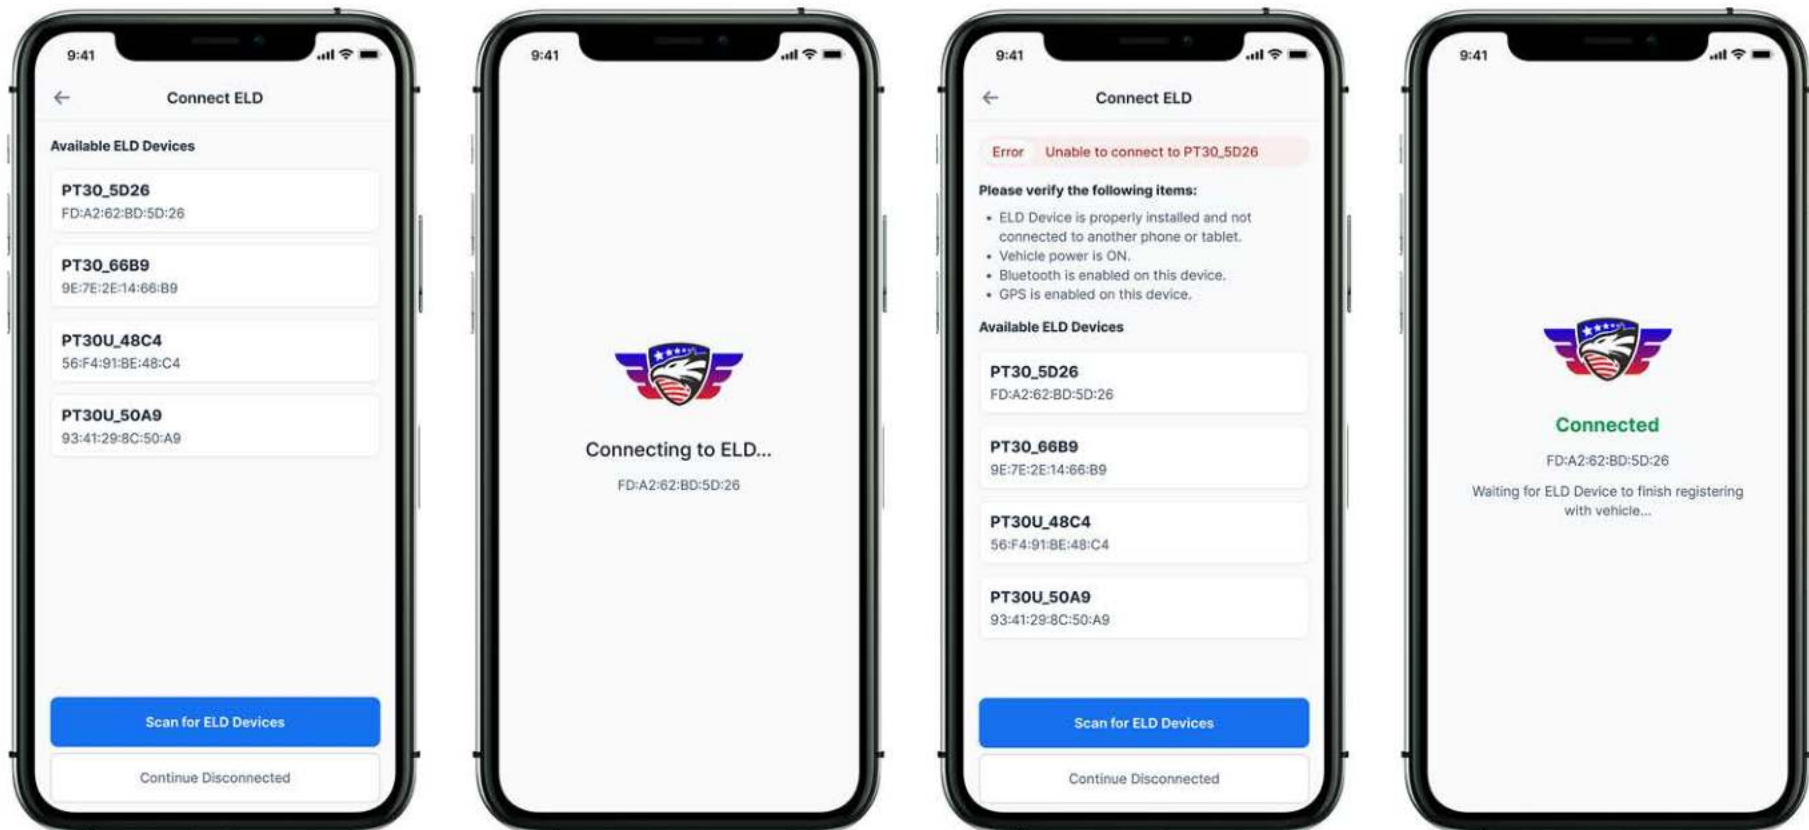 9:41
Connect ELD
Available ELD Devices
PT30_5D26
FD:A2:62:BD:5D:26
PT30_66B9
9E:7E:2E:14:66:B9
PT30U_48C4
56:F4:91:BE:48:C4
PT30U_50A9
93:41:29:8C:50:A9
Scan for ELD Devices
Continue Disconnected
9:41
Connecting to ELD...
FD:A2:62:BD:5D:26
9:41
Connect ELD
Error Unable to connect to PT30_5D26
Please verify the following items:
• ELD Device is properly installed and not
connected to another phone or tablet.
• Vehicle power is ON.
• Bluetooth is enabled on this device.
• GPS is enabled on this device.
Available ELD Devices
PT30_5D26
FD:A2:62:BD:5D:26
PT30_66B9
9E:7E:2E:14:66:B9
PT30U_48C4
56:F4:91:BE:48:C4
PT30U_50A9
93:41:29:8C:50:A9
Scan for ELD Devices
Continue Disconnected
9:41
Connected
FD:A2:62:BD:5D:26
Waiting for ELD Device to finish registering
with vehicle...